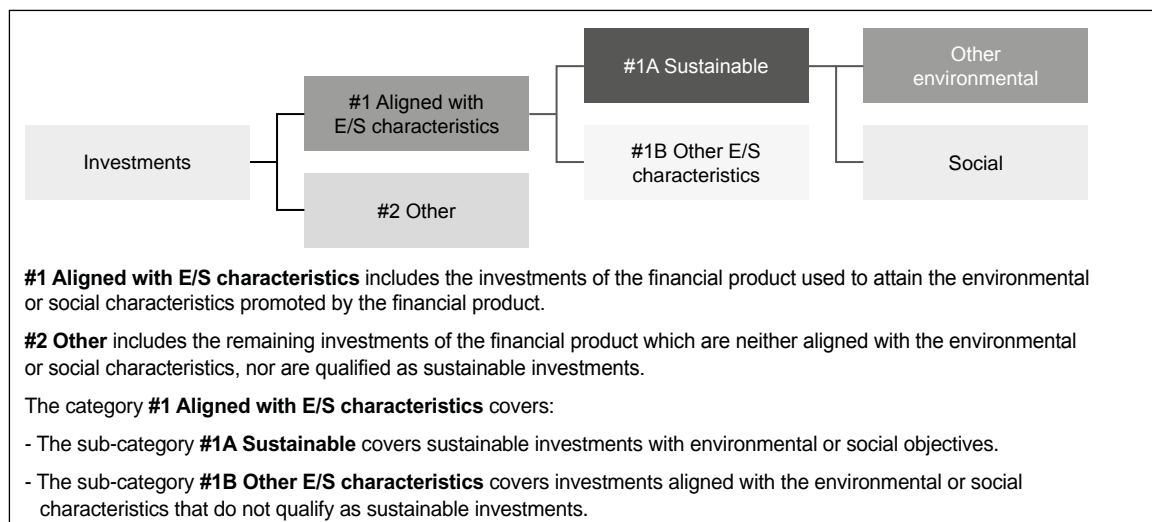 #1A Sustainable
Other
environmental
#1 Aligned with
E/S characteristics
Investments
#1B Other E/S
characteristics
Social
#2 Other
#1 Aligned with E/S characteristics includes the investments of the financial product used to attain the environmental
or social characteristics promoted by the financial product.
#2 Other includes the remaining investments of the financial product which are neither aligned with the environmental
or social characteristics, nor are qualified as sustainable investments.
The category #1 Aligned with E/S characteristics covers:
- The sub-category #1A Sustainable covers sustainable investments with environmental or social objectives.
- The sub-category #1B Other E/S characteristics covers investments aligned with the environmental or social
characteristics that do not qualify as sustainable investments.